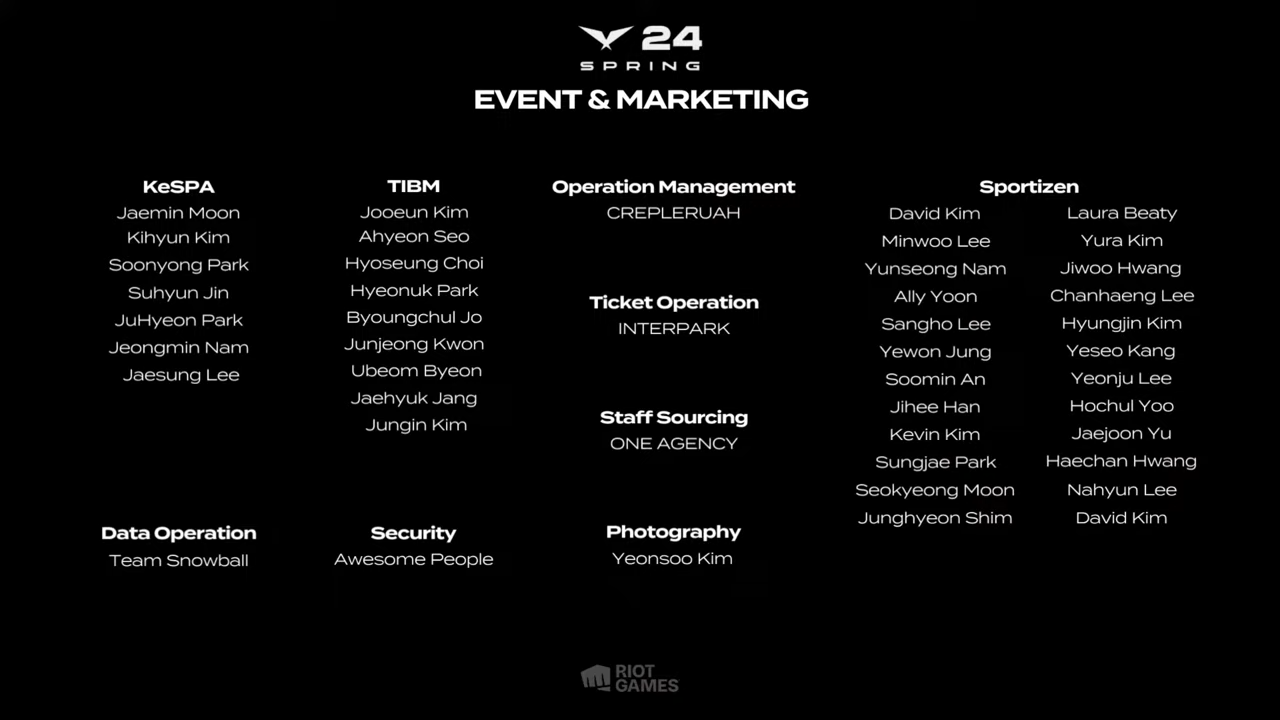 24
SPRING
EVENT & MARKETING
KeSPA
Jaemin Moon
Kihyun Kim
Soonyong Park
Suhyun Jin
JuHyeon Park
Jeongmin Nam
Jaesung Lee
TIBM
Jooeun Kim
Ahyeon Seo
Hyoseung Choi
Hyeonuk Park
Byoungchul Jo
Junjeong Kwon
Ubeom Byeon
Jaehyuk Jang
Jungin Kim
Operation Management
CREPLERUAH
Ticket Operation
INTERPARK
Staff Sourcing
ONE AGENCY
Sportizen
David Kim
Minwoo Lee
Yunseong Nam
Ally Yoon
Sangho Lee
Yewon Jung
Soomin An
Jihee Han
Kevin Kim
Sungjae Park
Seokyeong Moon
Junghyeon Shim
Laura Beaty
Yura Kim
Jiwoo Hwang
Chanhaeng Lee
Hyungjin Kim
Yeseo Kang
Yeonju Lee
Hochul Yoo
Jaejoon Yu
Haechan Hwang
Nahyun Lee
David Kim
Data Operation
Team Snowball
Security
Awesome People
Photography
Yeonsoo Kim
RIOT
GAMES